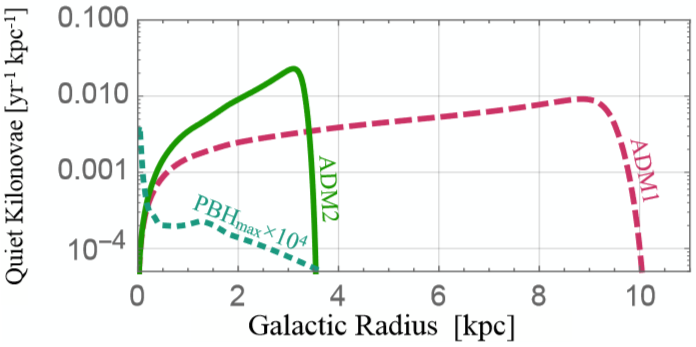 Quiet Kilonovae [yr⁻¹ kpc⁻¹]
0.100
0.010
0.001
10⁻⁴
ADM2
ADM1
PBHₘₐₓ×10⁴
0 2 4 6 8 10
Galactic Radius [kpc]